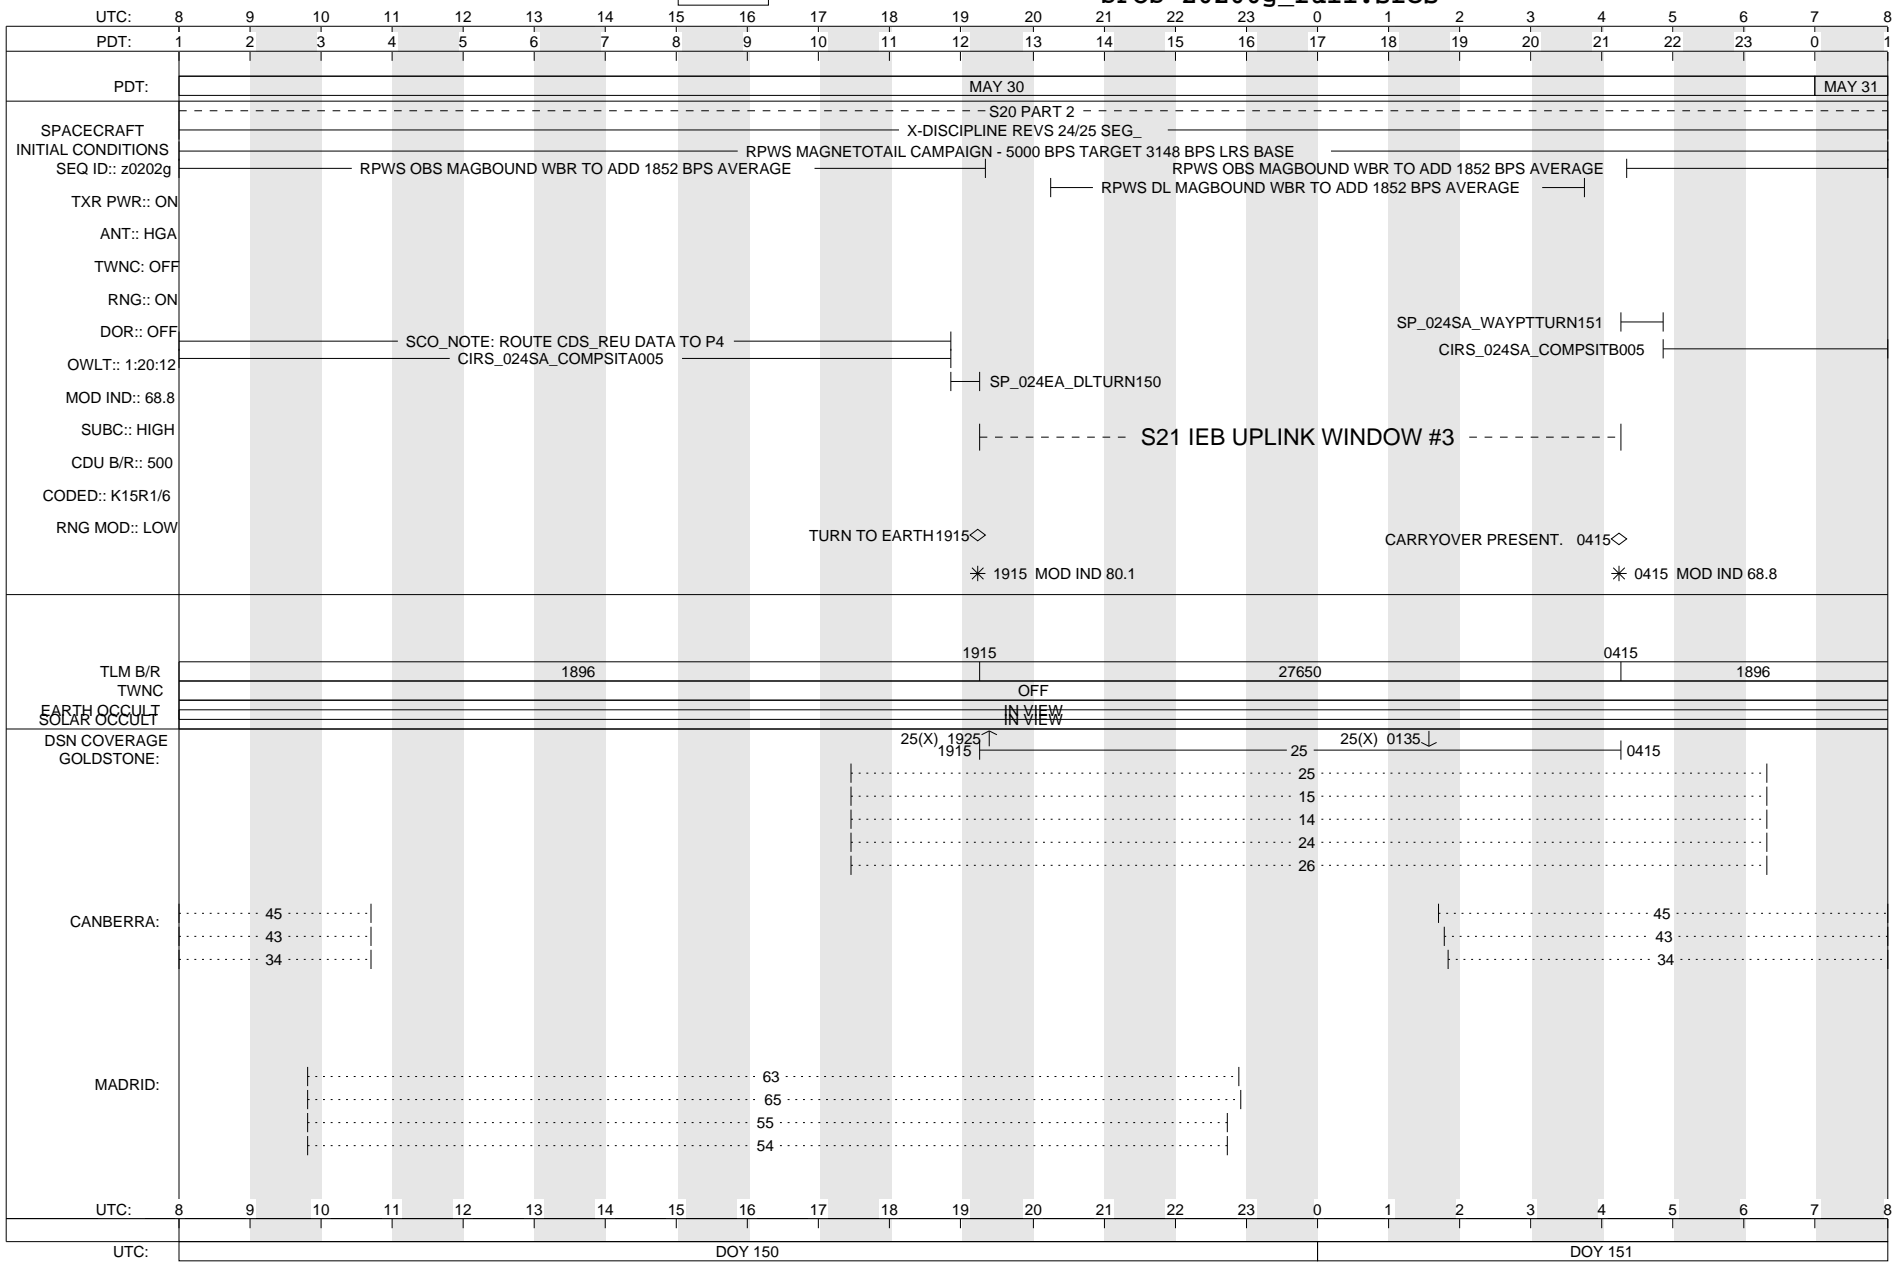 UTC: 8 9 10 11 12 13 14 15 16 17 18 19 20 21 22 23 0 1 2 3 4 5 6 7 8
PDT: 1 2 3 4 5 6 7 8 9 10 11 12 13 14 15 16 17 18 19 20 21 22 23 0 1
PDT: MAY 30 MAY 31
S20 PART 2
SPACECRAFT X-DISCIPLINE REVS 24/25 SEG_
INITIAL CONDITIONS RPWS MAGNETOTAIL CAMPAIGN - 5000 BPS TARGET 3148 BPS LRS BASE
SEQ ID:: z0202g RPWS OBS MAGBOUND WBR TO ADD 1852 BPS AVERAGE RPWS OBS MAGBOUND WBR TO ADD 1852 BPS AVERAGE
RPWS DL MAGBOUND WBR TO ADD 1852 BPS AVERAGE
TXR PWR:: ON
ANT:: HGA
TWNC: OFF
RNG:: ON
SP_024SA_WAYPTTURN151
DOR:: OFF
SCO_NOTE: ROUTE CDS_REU DATA TO P4
CIRS_024SA_COMPSITB005
CIRS_024SA_COMPSITA005
OWLT:: 1:20:12
SP_024EA_DLTURN150
MOD IND:: 68.8
SUBC:: HIGH
S21 IEB UPLINK WINDOW #3
CDU B/R:: 500
CODED:: K15R1/6
RNG MOD:: LOW
TURN TO EARTH 1915 CARRYOVER PRESENT. 0415
1915 MOD IND 80.1 0415 MOD IND 68.8
1915 0415
TLM B/R 1896 27650 1896
TWNC OFF
EARTH OCCULT IN VIEW
SOLAR OCCULT IN VIEW
DSN COVERAGE 25(X) 1925 25(X) 0135
GOLDSTONE: 1915 25 0415
25
15
14
24
26
CANBERRA: 45 45
43 43
34 34
MADRID: 63
65
55
54
UTC: 8 9 10 11 12 13 14 15 16 17 18 19 20 21 22 23 0 1 2 3 4 5 6 7 8
UTC: DOY 150 DOY 151